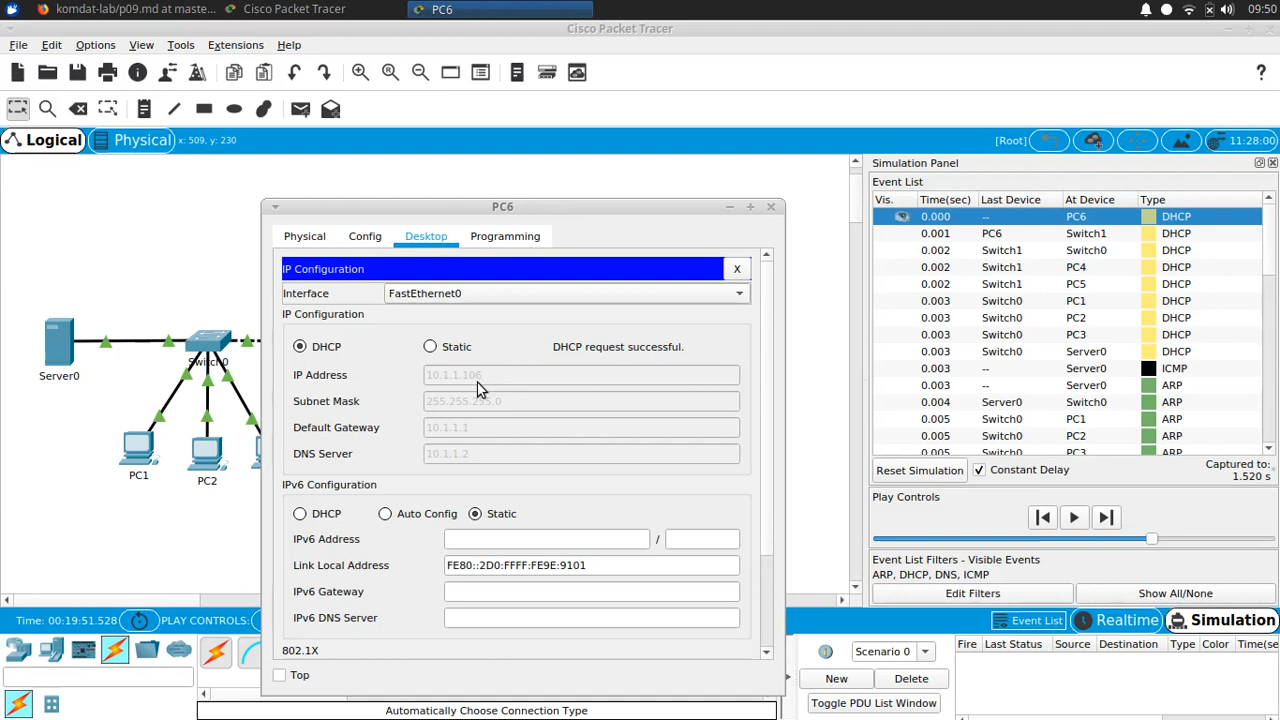 komdat-lab/p09.md at maste...
Cisco Packet Tracer
PC6
09:50
Cisco Packet Tracer
File Edit Options View Tools Extensions Help
Logical
Physical
x: 509, y: 230
[Root]
11:28:00
Server0
Switch0
PC1
PC2
PC6
Physical Config Desktop Programming
IP Configuration
X
Interface
FastEthernet0
IP Configuration
DHCP
Static
DHCP request successful.
IP Address
10.1.1.106
Subnet Mask
255.255.255.0
Default Gateway
10.1.1.1
DNS Server
10.1.1.2
IPv6 Configuration
DHCP
Auto Config
Static
IPv6 Address
/
Link Local Address
FE80::2D0:FFFF:FE9E:9101
IPv6 Gateway
IPv6 DNS Server
802.1X
Top
Simulation Panel
Event List
Vis. Time(sec) Last Device At Device Type
0.000 -- PC6 DHCP
0.001 PC6 Switch1 DHCP
0.002 Switch1 Switch0 DHCP
0.002 Switch1 PC4 DHCP
0.002 Switch1 PC5 DHCP
0.003 Switch0 PC1 DHCP
0.003 Switch0 PC2 DHCP
0.003 Switch0 PC3 DHCP
0.003 Switch0 Server0 DHCP
0.003 -- Server0 ICMP
0.003 -- Server0 ARP
0.004 Server0 Switch0 ARP
0.005 Switch0 PC1 ARP
0.005 Switch0 PC2 ARP
0.005 Switch0 PC3 ARP
Reset Simulation
Constant Delay
Captured to:
1.520 s
Play Controls
Event List Filters - Visible Events
ARP, DHCP, DNS, ICMP
Edit Filters
Show All/None
Time: 00:19:51.528
PLAY CONTROLS:
Event List
Realtime
Simulation
Scenario 0
New
Delete
Toggle PDU List Window
Fire Last Status Source Destination Type Color Time(se
Automatically Choose Connection Type